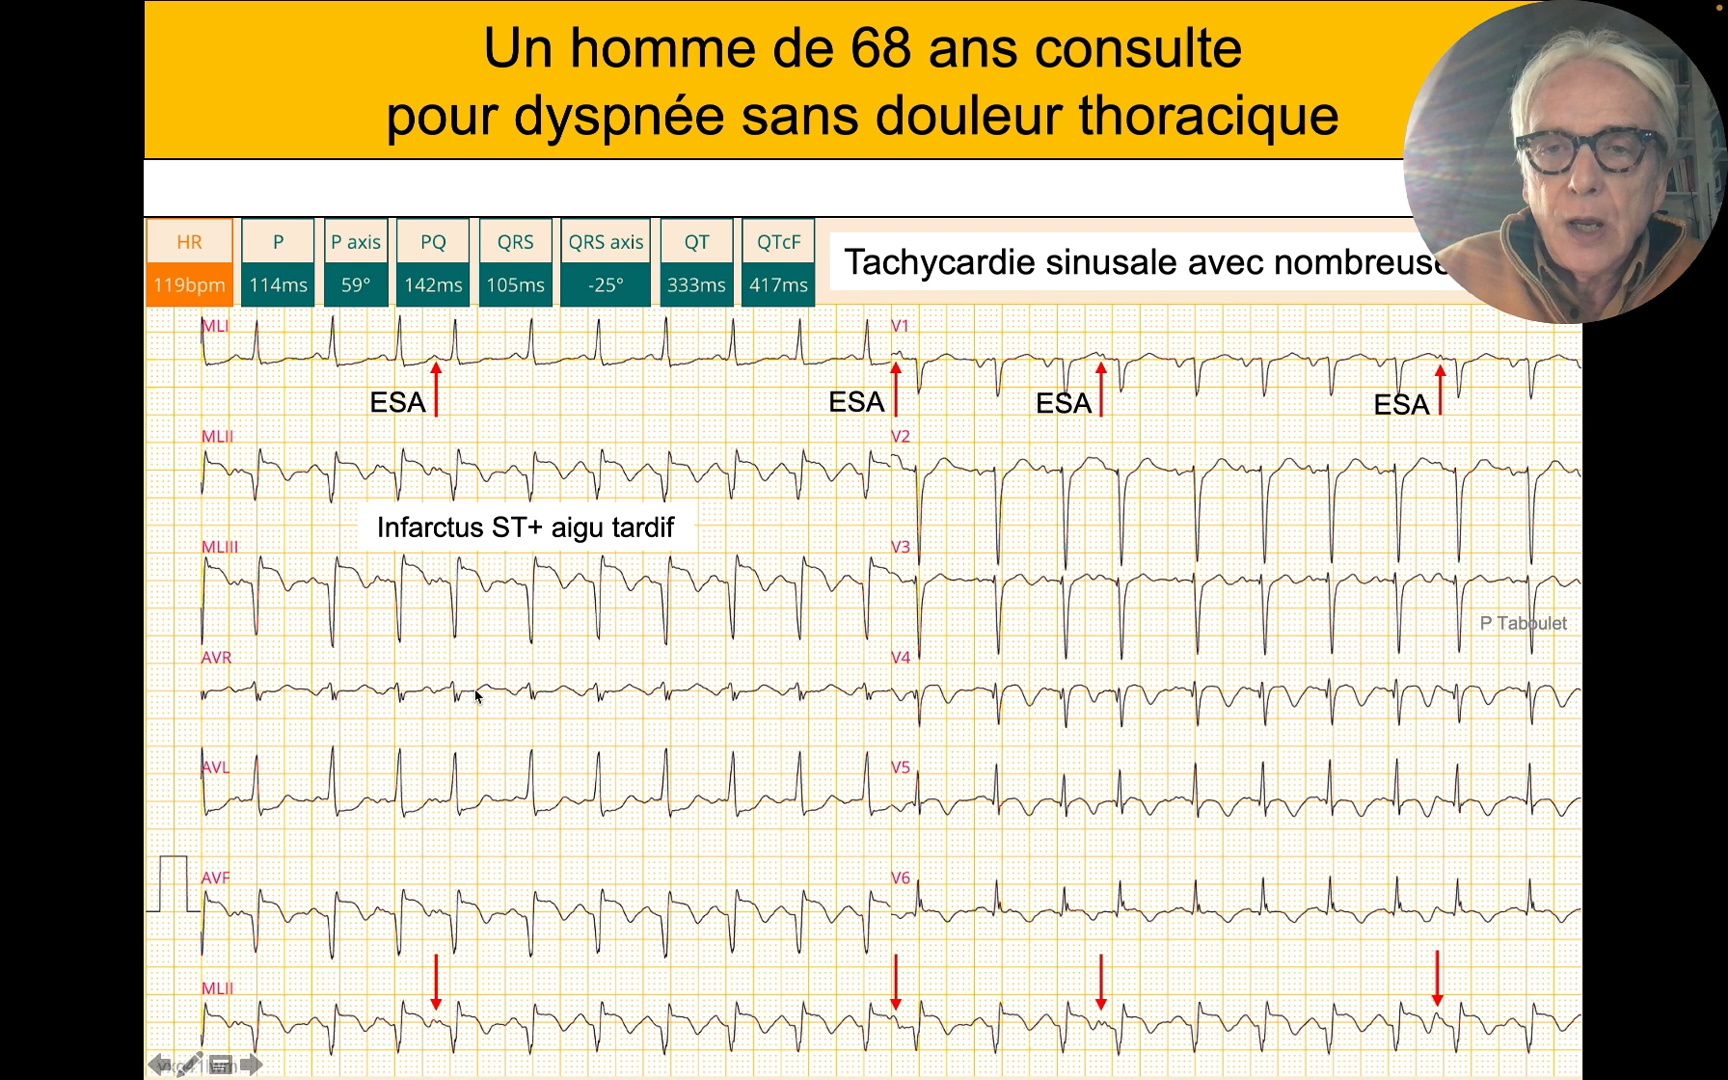 Un homme de 68 ans consulte
pour dyspnée sans douleur thoracique
HR P P axis PQ QRS QRS axis QT QTcF
119bpm 114ms 59° 142ms 105ms -25° 333ms 417ms
Tachycardie sinusale avec
MLI V1
ESA ESA ESA ESA
MLII V2
Infarctus ST+ aigu tardif
MLIII V3
P Taboulet
AVR V4
AVL V5
AVF V6
MLII